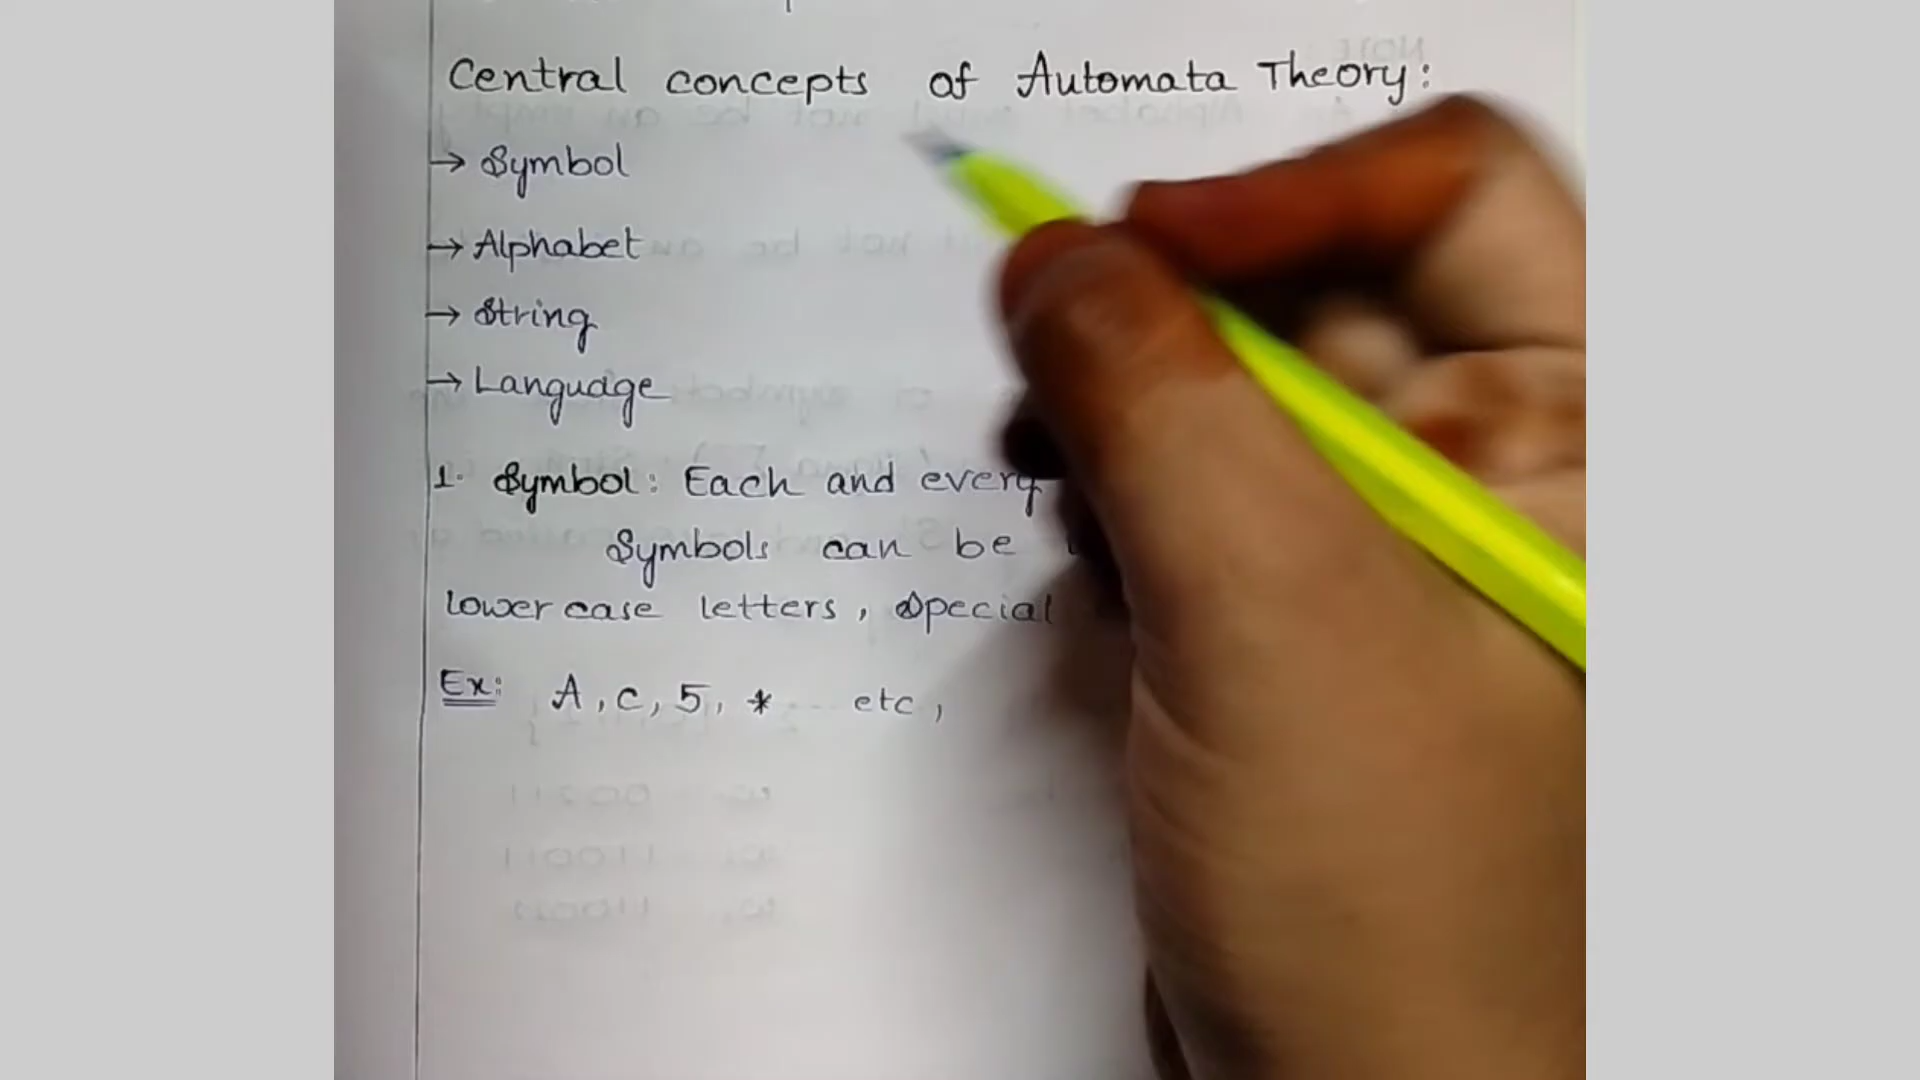 Central concepts of Automata Theory:
→ Symbol
→ Alphabet
→ String
→ Language
1. Symbol: Each and every
Symbols can be
lower case letters, special
Ex: A, C, 5, * ... etc,